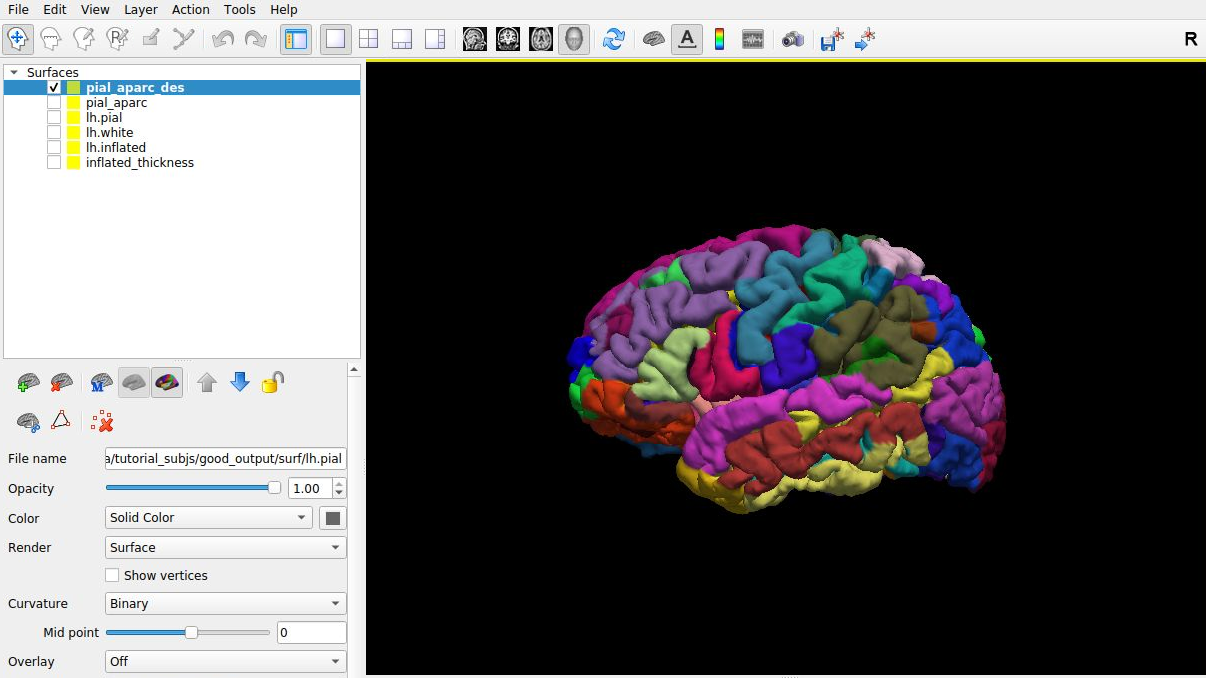 File Edit View Layer Action Tools Help
R A R
Surfaces
pial_aparc_des
pial_aparc
lh.pial
lh.white
lh.inflated
inflated_thickness
M
File name a/tutorial_subjs/good_output/surf/lh.pial
Opacity 1.00
Color Solid Color
Render Surface
Show vertices
Curvature Binary
Mid point 0
Overlay Off